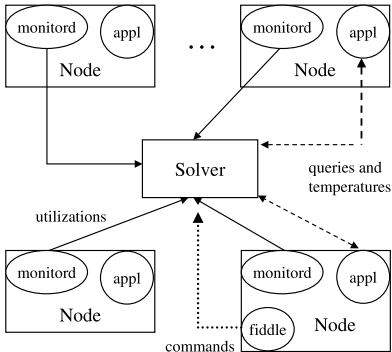 monitord
appl
Node
...
monitord
appl
Node
Solver
queries and
temperatures
utilizations
monitord
appl
Node
monitord
appl
fiddle
Node
commands